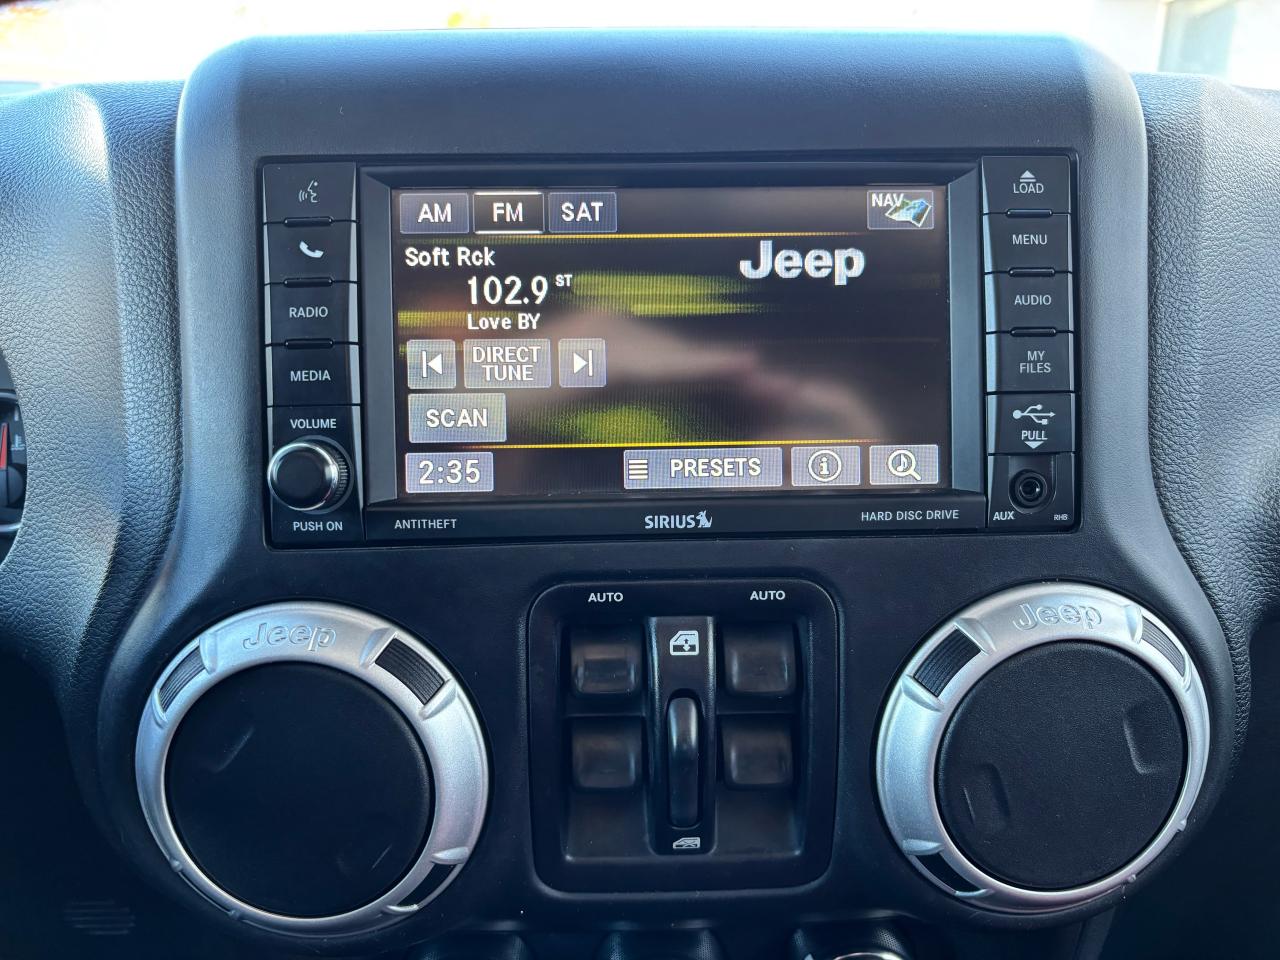 LOAD
MENU
AUDIO
MY
FILES
PULL
AUX
RHB
RADIO
MEDIA
VOLUME
PUSH ON
AM FM SAT NAV
Soft Rck
Jeep
102.9 ST
Love BY
DIRECT
TUNE
SCAN
2:35 PRESETS
ANTITHEFT SIRIUS HARD DISC DRIVE
AUTO AUTO
Jeep Jeep